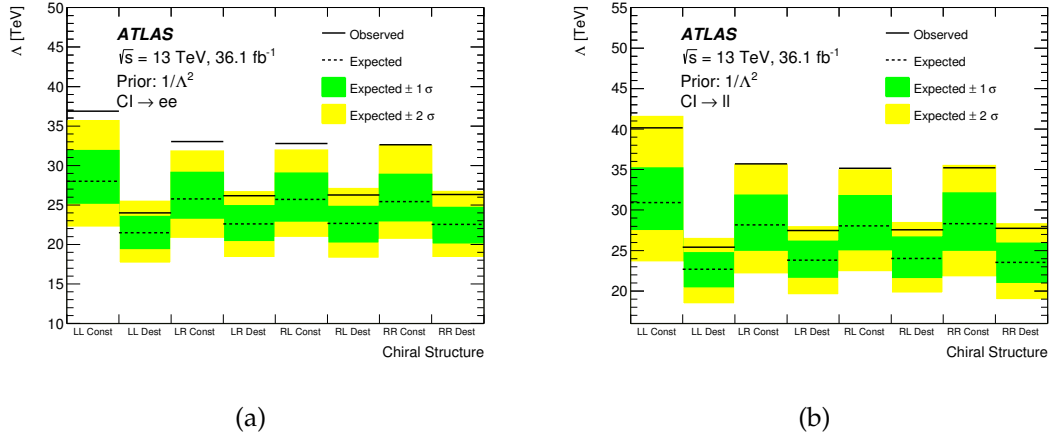 Λ [TeV]
50
45
40
35
30
25
20
15
10
ATLAS
√s = 13 TeV, 36.1 fb-1
Prior: 1/Λ2
CI → ee
Observed
Expected
Expected ± 1 σ
Expected ± 2 σ
LL Const LL Dest LR Const LR Dest RL Const RL Dest RR Const RR Dest
Chiral Structure
(a)
Λ [TeV]
55
50
45
40
35
30
25
20
ATLAS
√s = 13 TeV, 36.1 fb-1
Prior: 1/Λ2
CI → ll
Observed
Expected
Expected ± 1 σ
Expected ± 2 σ
LL Const LL Dest LR Const LR Dest RL Const RL Dest RR Const RR Dest
Chiral Structure
(b)